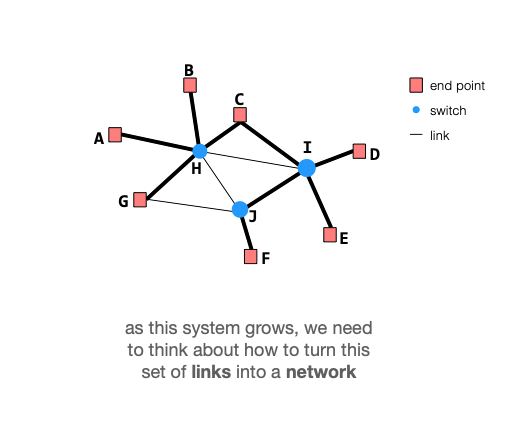 B
C
A
I
D
H
G
J
E
F
end point
switch
link
as this system grows, we need
to think about how to turn this
set of links into a network